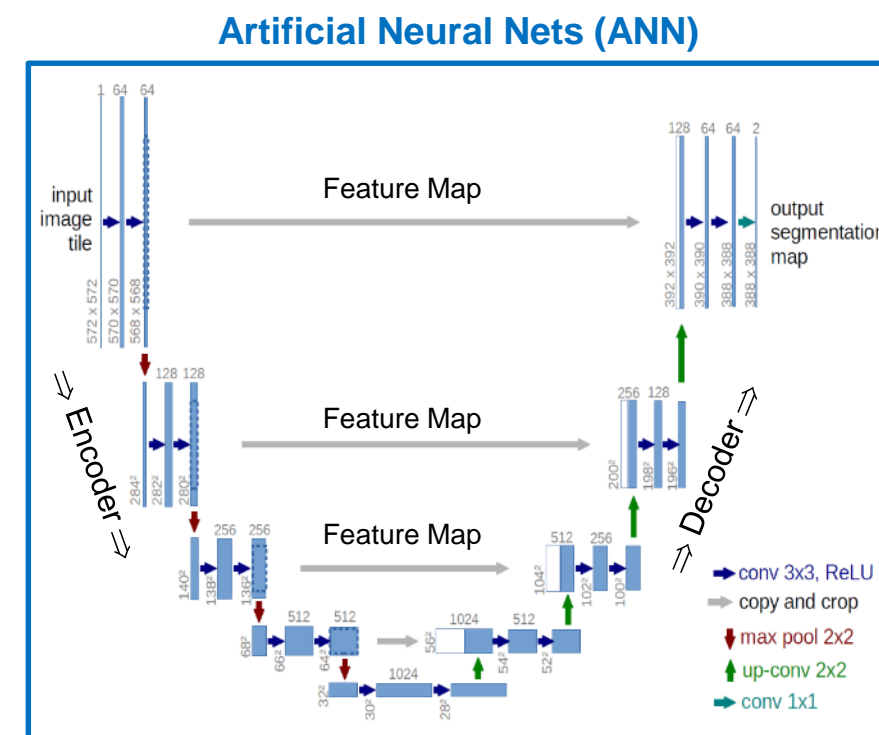 Artificial Neural Nets (ANN)
1 64 64
128 64 64 2
input
image
tile
Feature Map
output
segmentation
map
572 x 572
570 x 570
568 x 568
392 x 392
390 x 390
388 x 388
388 x 388
⇒ Encoder ⇒
128 128
256 128
Feature Map
⇒ Decoder ⇒
284²
282²
280²
200²
198²
196²
256 256
512 256
Feature Map
140²
138²
136²
104²
102²
100²
conv 3x3, ReLU
copy and crop
max pool 2x2
up-conv 2x2
conv 1x1
512 512
1024 512
68²
66²
64²
56²
54²
52²
1024
32²
30²
28²